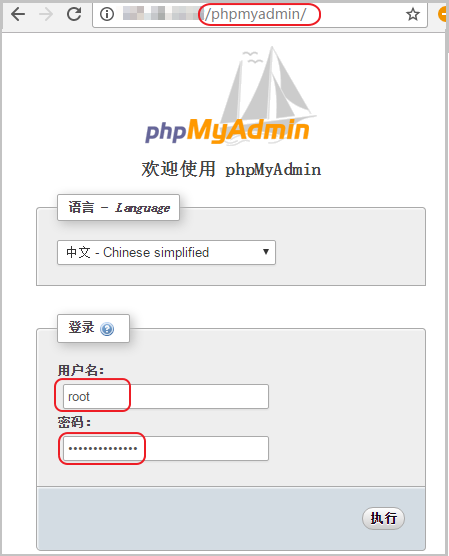 /phpmyadmin/
phpMyAdmin
欢迎使用 phpMyAdmin
语言 - Language
中文 - Chinese simplified
登录
用户名:
root
密码:
••••••••••••••
执行